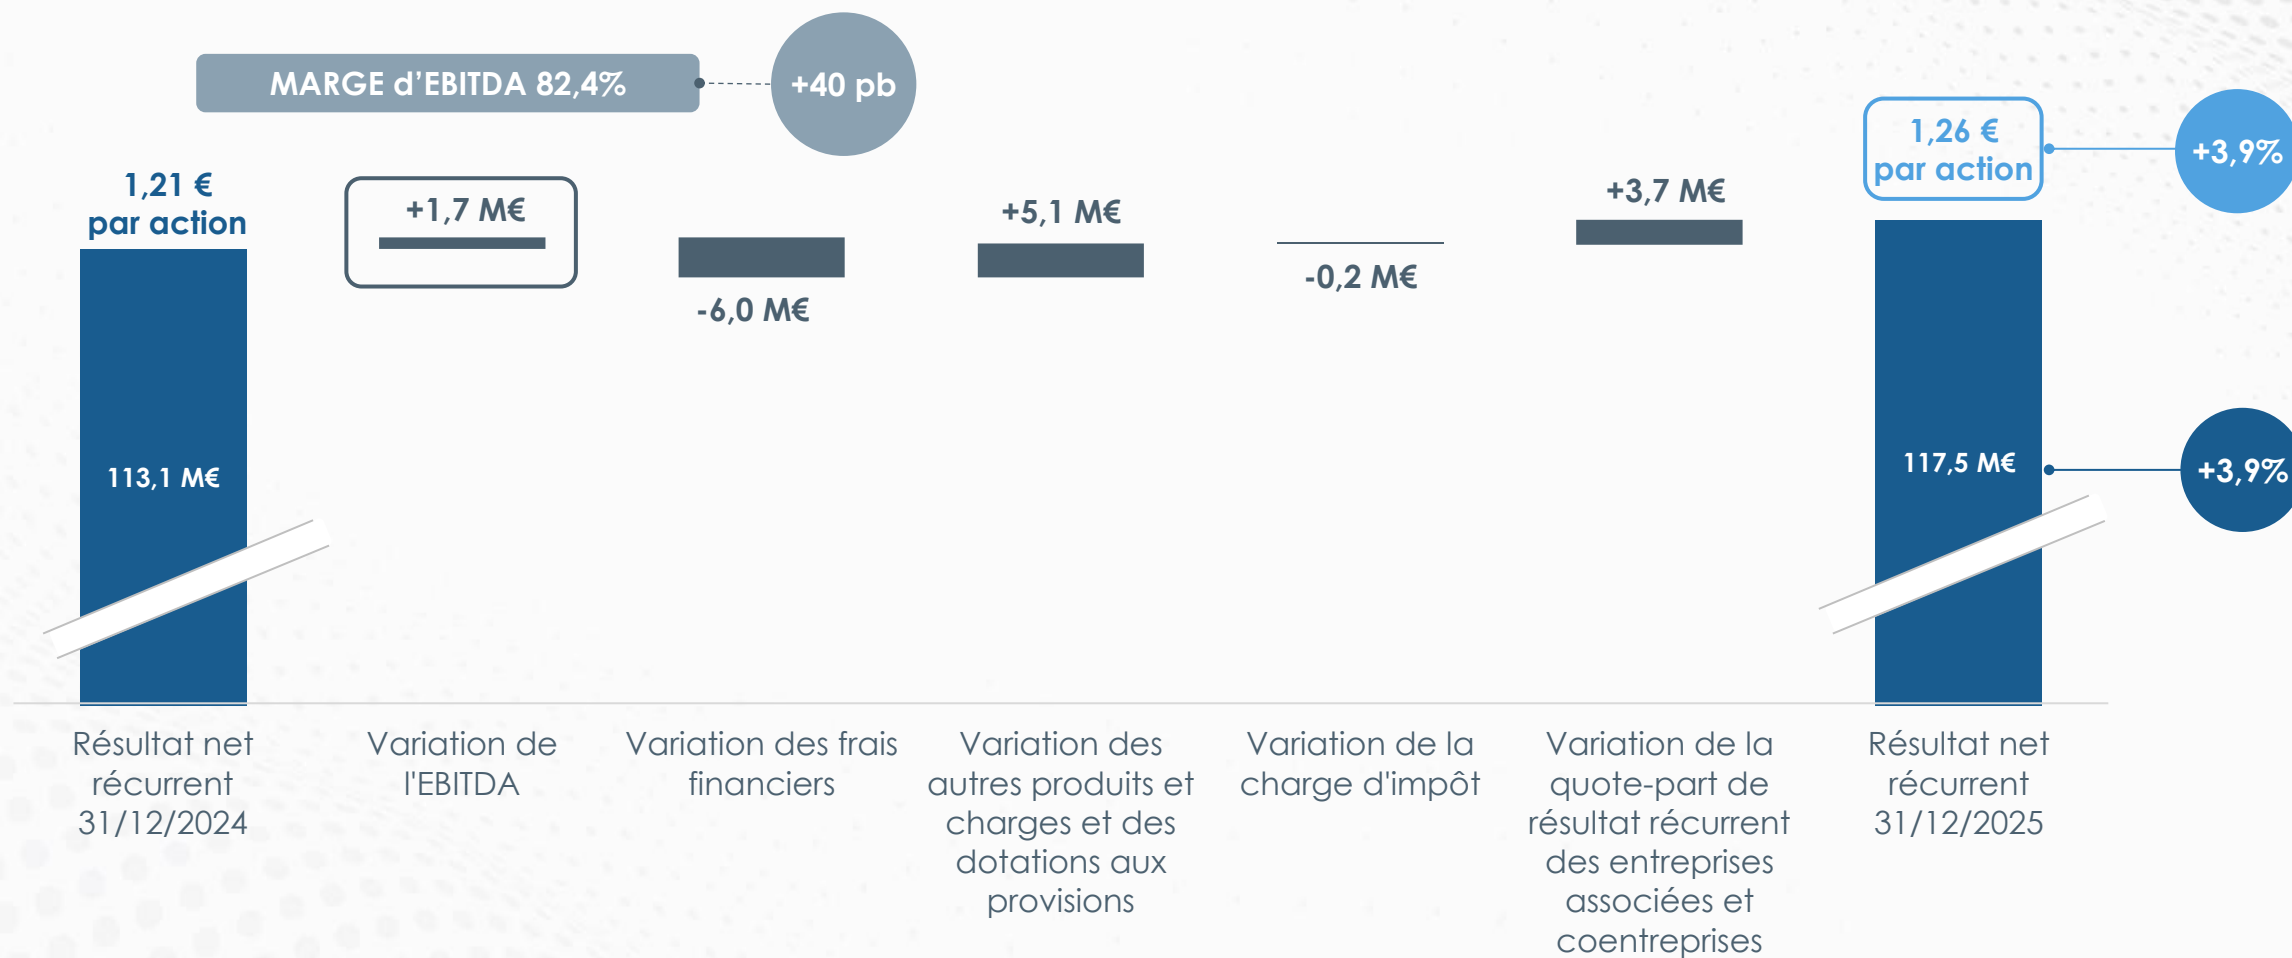 MARGE d’EBITDA 82,4%
+40 pb
1,21 €
par action
+1,7 M€
-6,0 M€
+5,1 M€
-0,2 M€
+3,7 M€
1,26 €
par action
+3,9%
113,1 M€
117,5 M€
+3,9%
Résultat net
récurrent
31/12/2024
Variation de
l'EBITDA
Variation des frais
financiers
Variation des
autres produits et
charges et des
dotations aux
provisions
Variation de la
charge d'impôt
Variation de la
quote-part de
résultat récurrent
des entreprises
associées et
coentreprises
Résultat net
récurrent
31/12/2025